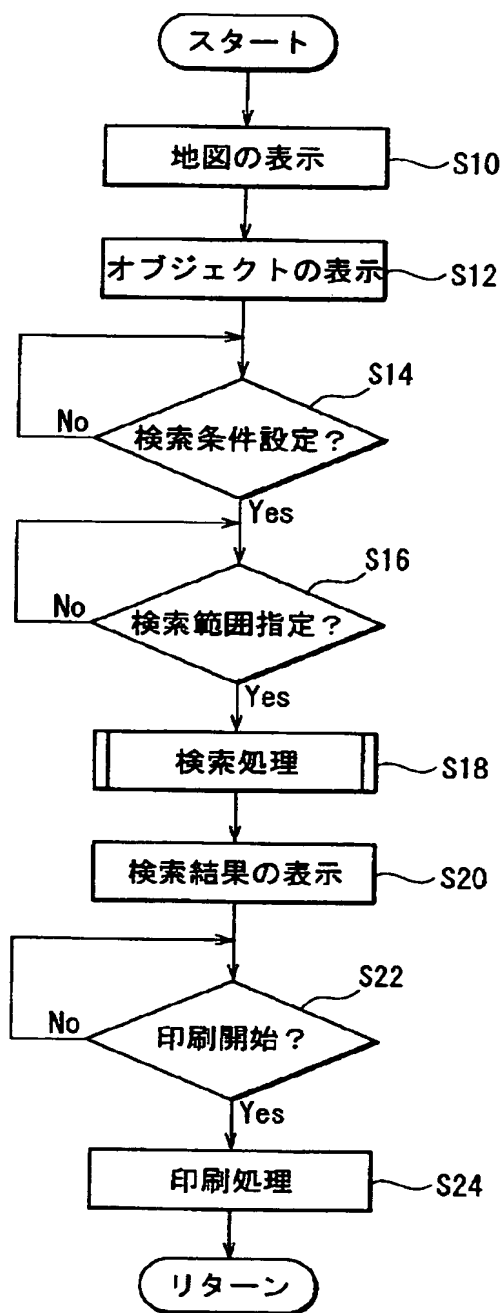 スタート
地図の表示
S10
オブジェクトの表示
S12
S14
No
検索条件設定？
Yes
S16
No
検索範囲指定？
Yes
検索処理
S18
検索結果の表示
S20
S22
No
印刷開始？
Yes
印刷処理
S24
リターン